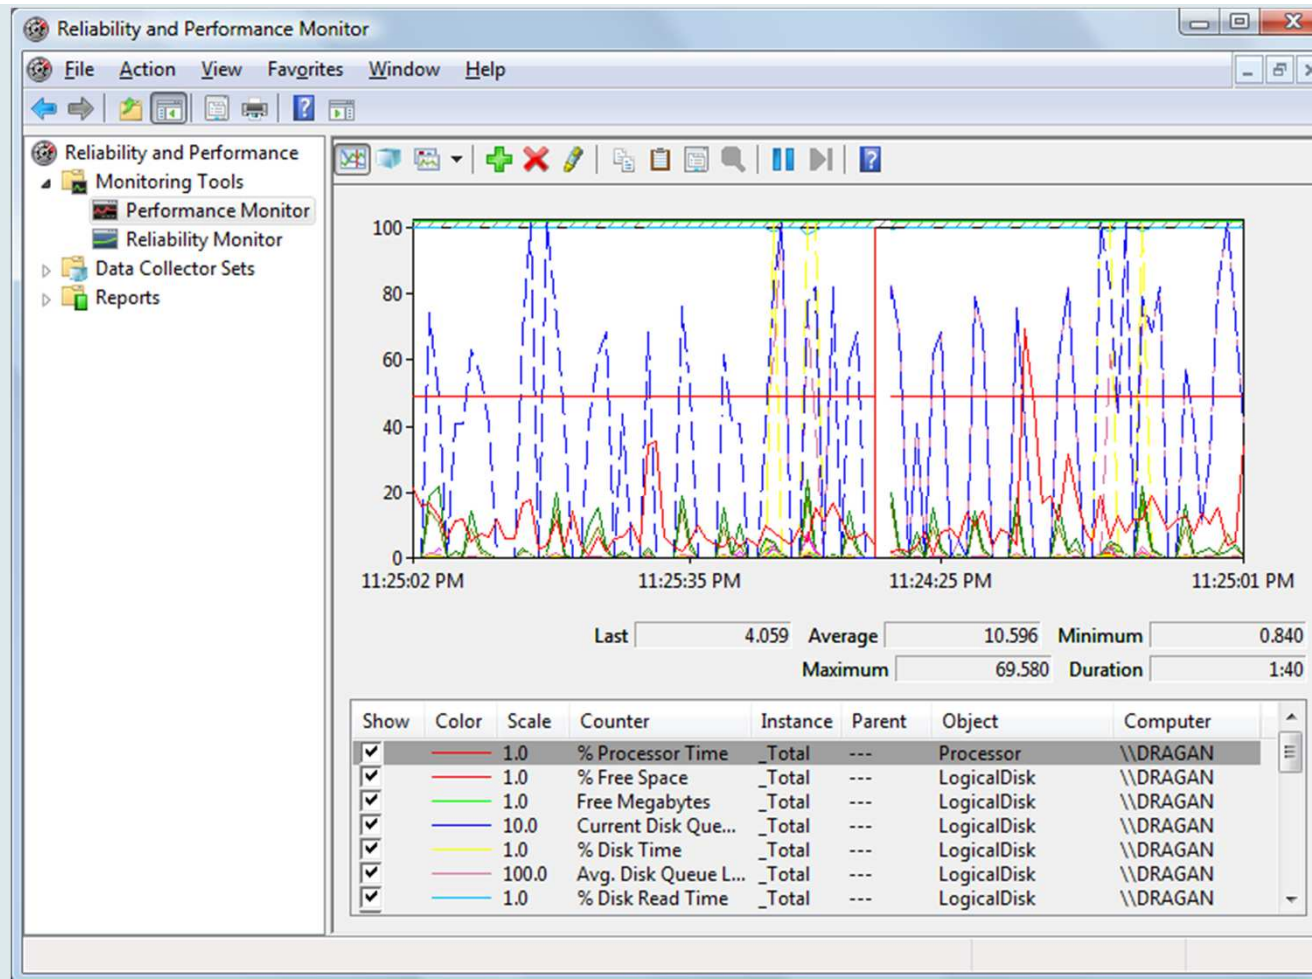 Reliability and Performance Monitor
File Action View Favorites Window Help
Reliability and Performance
Monitoring Tools
Performance Monitor
Reliability Monitor
Data Collector Sets
Reports
100
80
60
40
20
0
11:25:02 PM 11:25:35 PM 11:24:25 PM 11:25:01 PM
Last 4.059 Average 10.596 Minimum 0.840
Maximum 69.580 Duration 1:40
Show Color Scale Counter Instance Parent Object Computer
1.0 % Processor Time _Total --- Processor \\DRAGAN
1.0 % Free Space _Total --- LogicalDisk \\DRAGAN
1.0 Free Megabytes _Total --- LogicalDisk \\DRAGAN
10.0 Current Disk Que... _Total --- LogicalDisk \\DRAGAN
1.0 % Disk Time _Total --- LogicalDisk \\DRAGAN
100.0 Avg. Disk Queue L... _Total --- LogicalDisk \\DRAGAN
1.0 % Disk Read Time _Total --- LogicalDisk \\DRAGAN